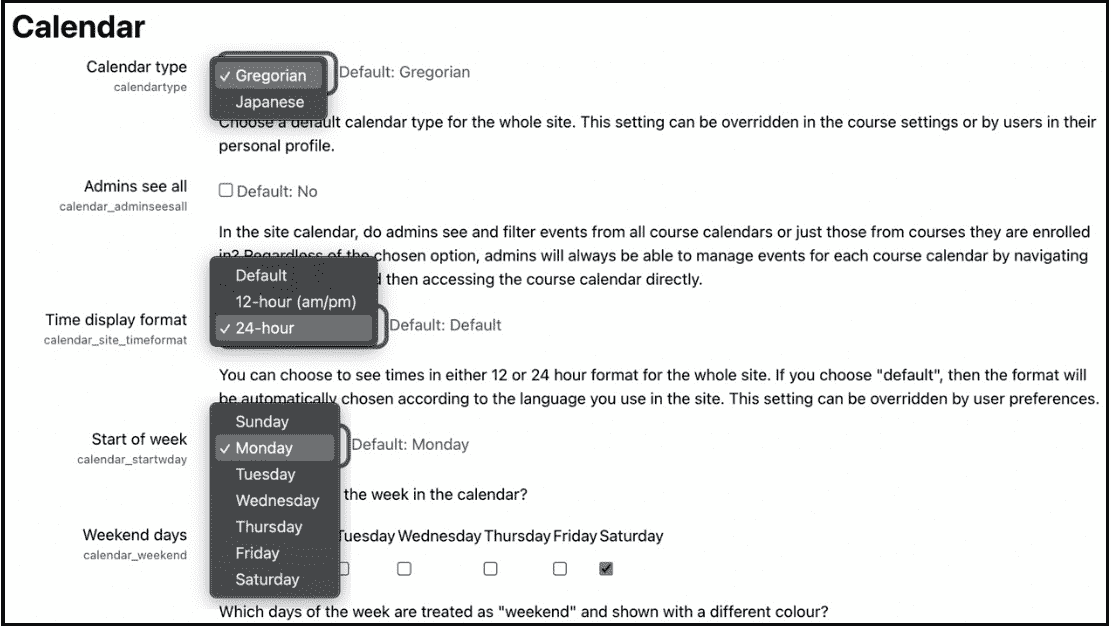 Calendar
Calendar type
calendartype
✓ Gregorian
Japanese
Default: Gregorian
Choose a default calendar type for the whole site. This setting can be overridden in the course settings or by users in their
personal profile.
Admins see all
calendar_adminseesall
Default: No
In the site calendar, do admins see and filter events from all course calendars or just those from courses they are enrolled
in? Regardless of the chosen option, admins will always be able to manage events for each course calendar by navigating
then accessing the course calendar directly.
Time display format
calendar_site_timeformat
Default
12-hour (am/pm)
✓ 24-hour
Default: Default
You can choose to see times in either 12 or 24 hour format for the whole site. If you choose "default", then the format will
be automatically chosen according to the language you use in the site. This setting can be overridden by user preferences.
Start of week
calendar_startwday
Sunday
✓ Monday
Tuesday
Wednesday
Thursday
Friday
Saturday
Default: Monday
the week in the calendar?
Weekend days
calendar_weekend
Tuesday Wednesday Thursday Friday Saturday
Which days of the week are treated as "weekend" and shown with a different colour?